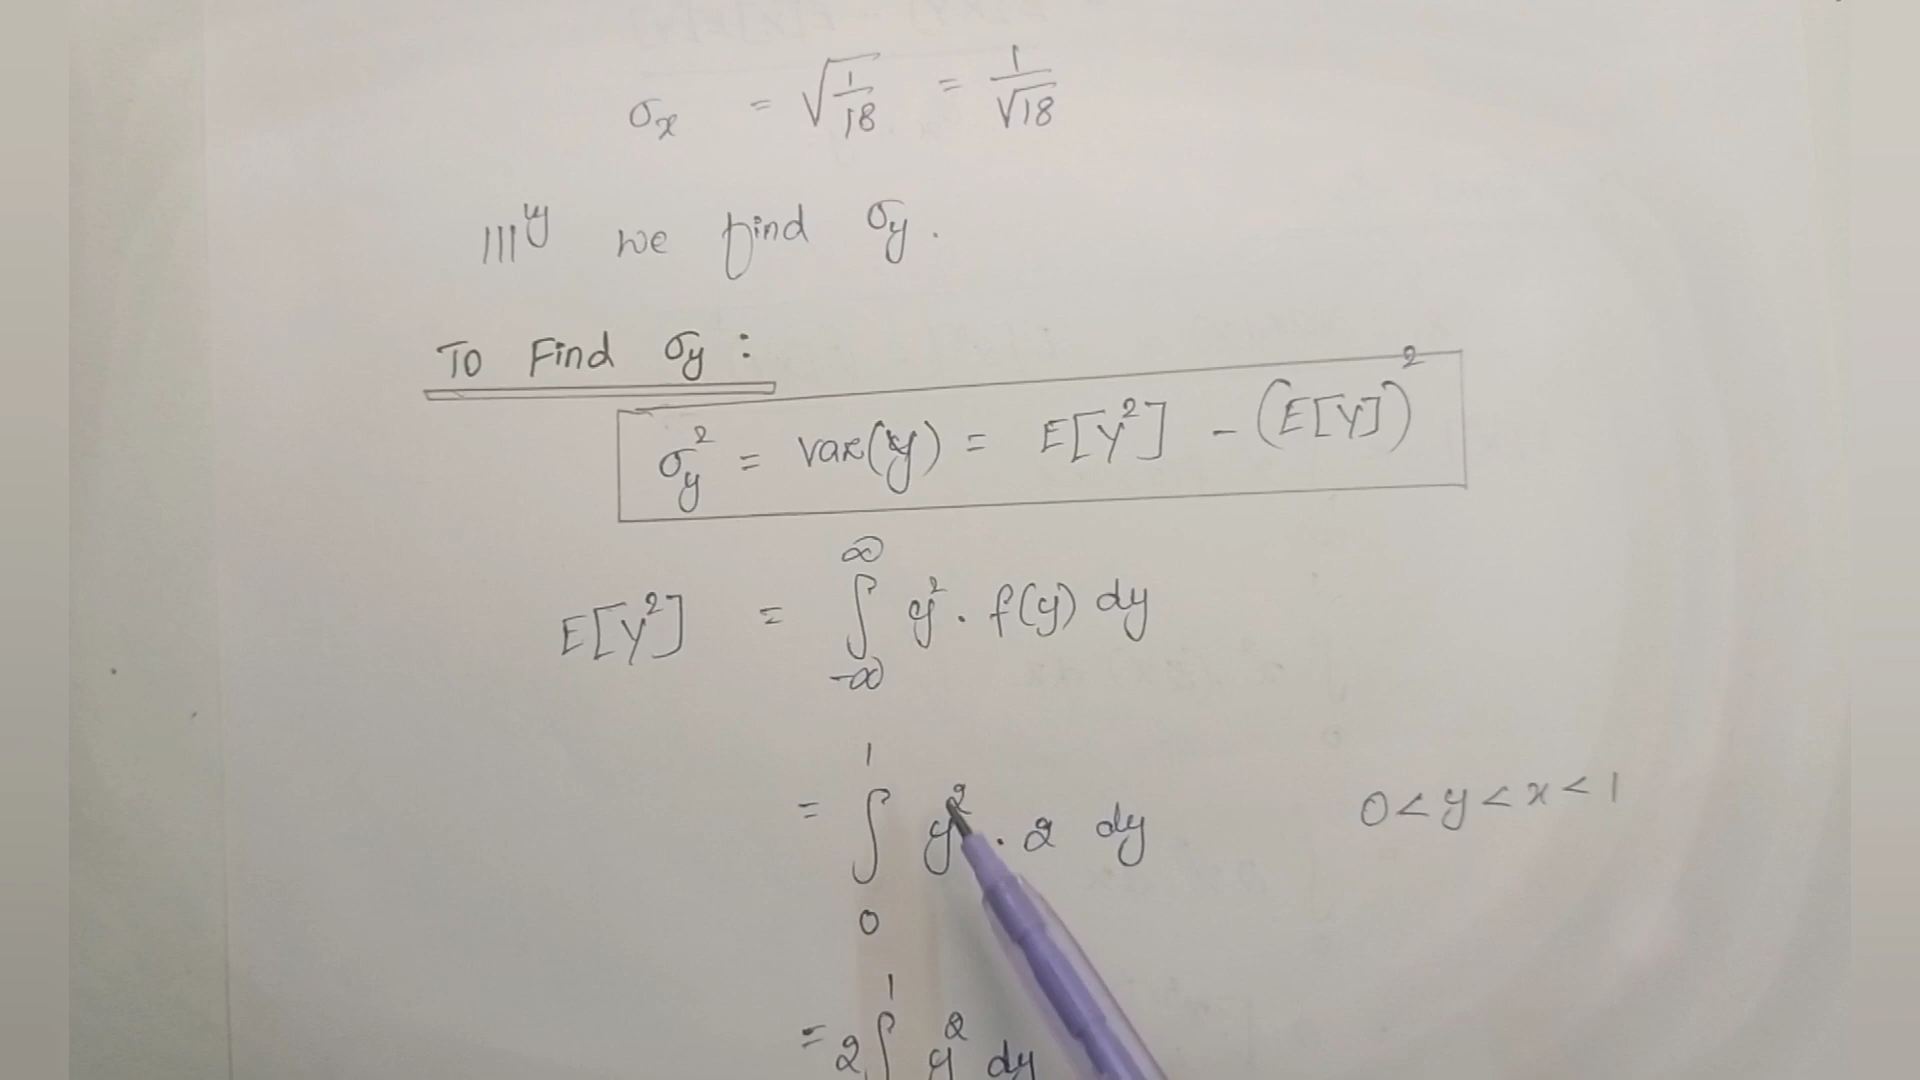 σx = √(1/18) = 1/√18
|||ly we find σy.
To Find σy :
σy² = var(y) = E[Y²] - (E[Y])²
E[Y²] = ∫_{-∞}^{∞} y² . f(y) dy
= ∫_0^1 y² . 2 dy 0<y<x<1
= 2∫^1 y² dy